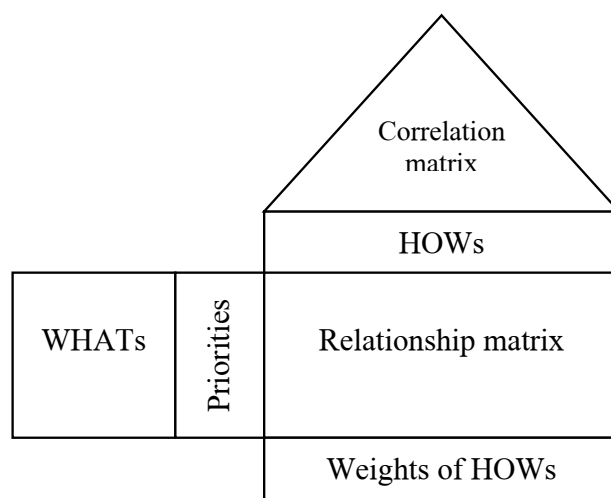 Correlation
matrix
HOWs
WHATs
Priorities
Relationship matrix
Weights of HOWs